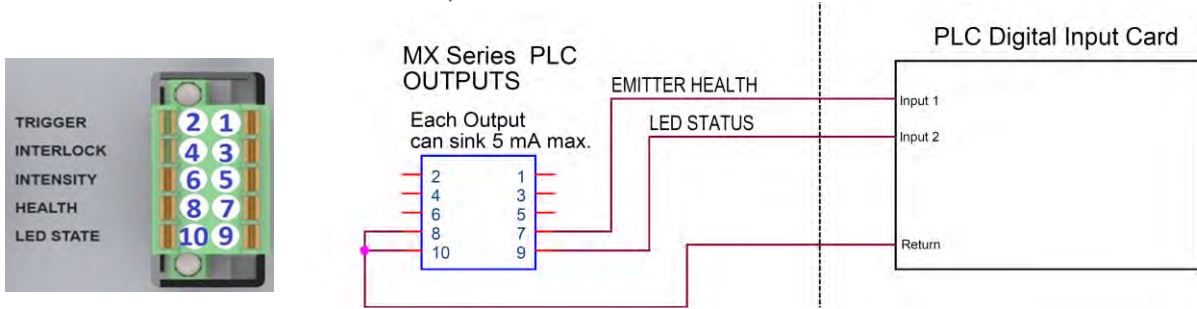 TRIGGER
INTERLOCK
INTENSITY
HEALTH
LED STATE
2 1
4 3
6 5
8 7
10 9
MX Series PLC
OUTPUTS
Each Output
can sink 5 mA max.
2 1
4 3
6 5
8 7
10 9
EMITTER HEALTH
LED STATUS
PLC Digital Input Card
Input 1
Input 2
Return